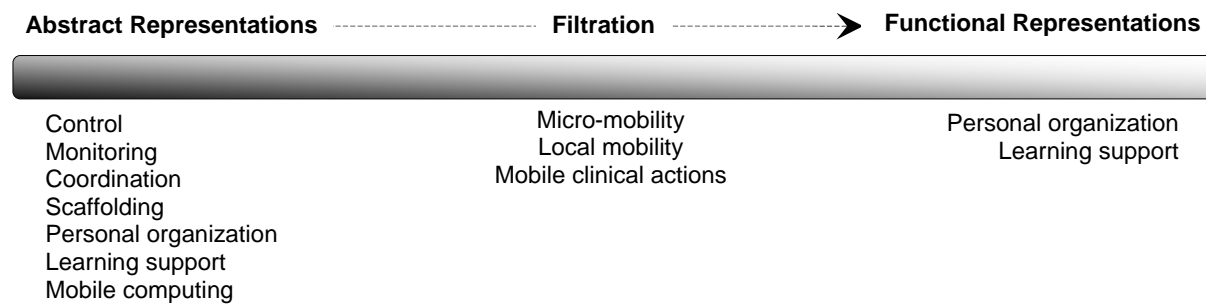 Abstract Representations Filtration Functional Representations
Control
Monitoring
Coordination
Scaffolding
Personal organization
Learning support
Mobile computing
Micro-mobility
Local mobility
Mobile clinical actions
Personal organization
Learning support